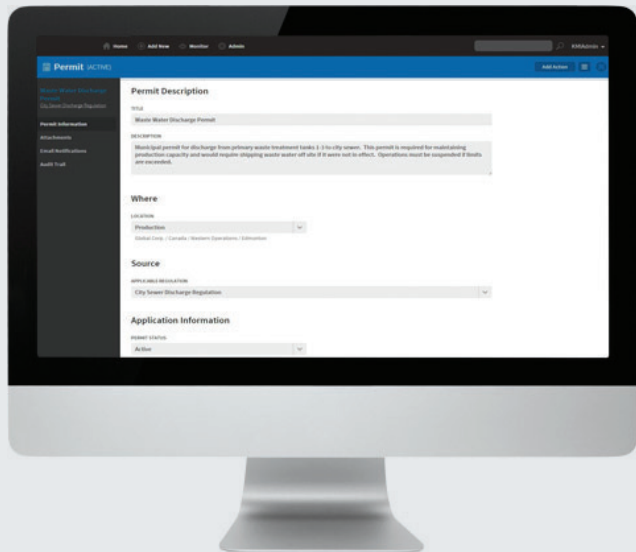 Home Add New Monitor Admin KMIAdmin
Permit (ACTIVE) Add Action
Waste Water Discharge
Permit
City Sewer Discharge Regulation
Permit Information
Attachments
Email Notifications
Audit Trail
Permit Description
TITLE
Waste Water Discharge Permit
DESCRIPTION
Municipal permit for discharge from primary waste treatment tanks 1-3 to city sewer. This permit is required for maintaining
production capacity and would require shipping waste water off site if it were not in effect. Operations must be suspended if limits
are exceeded.
Where
LOCATION
Production
Global Corp. / Canada / Western Operations / Edmonton
Source
APPLICABLE REGULATION
City Sewer Discharge Regulation
Application Information
PERMIT STATUS
Active